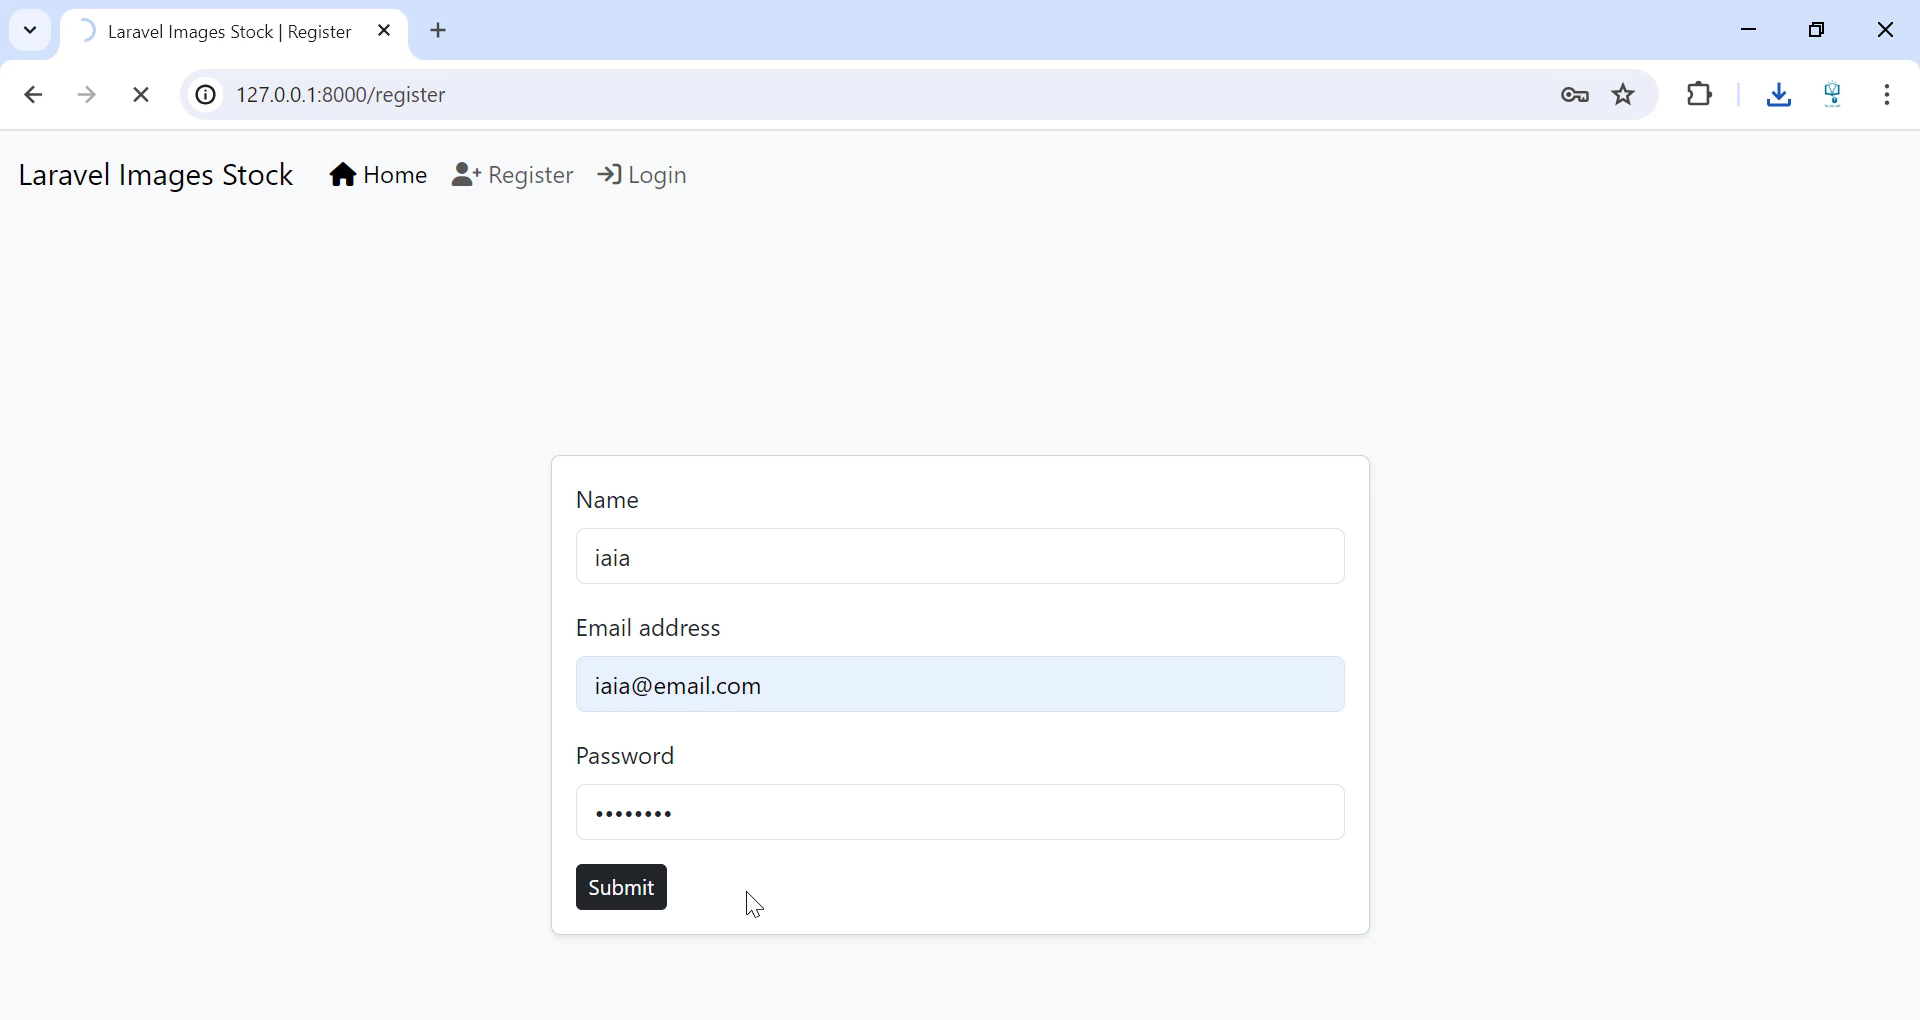 Laravel Images Stock | Register
127.0.0.1:8000/register
Laravel Images Stock Home Register Login
Name
iaia
Email address
iaia@email.com
Password
••••••••
Submit